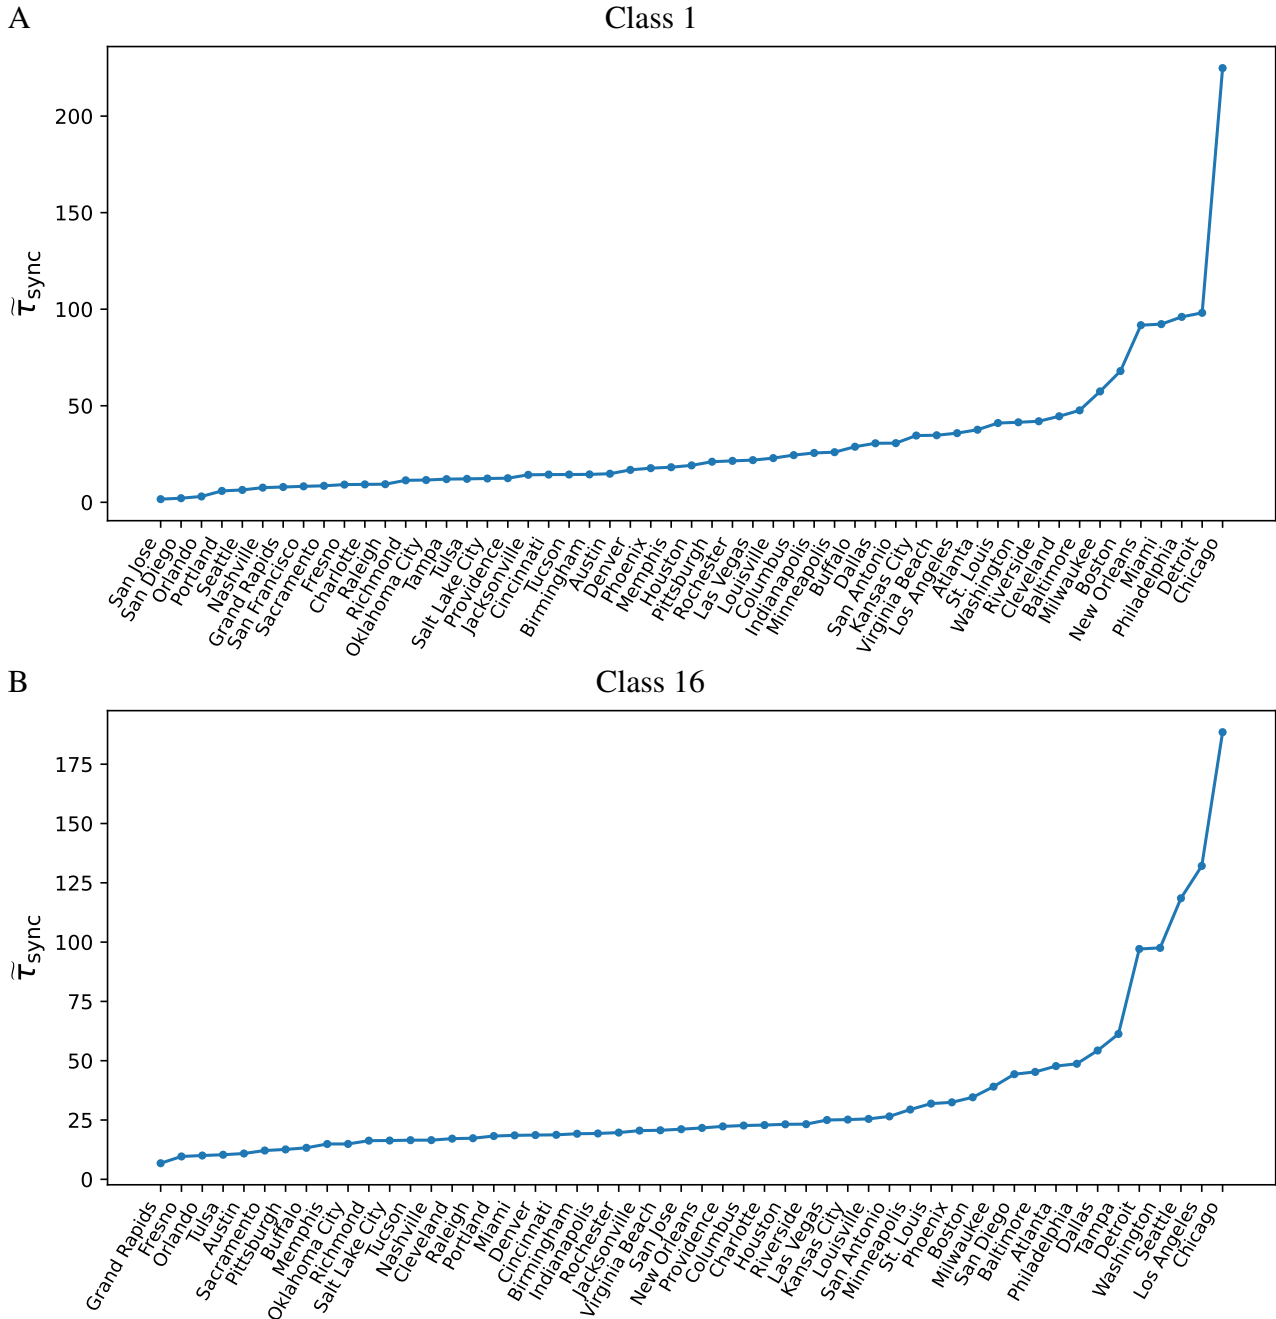 A
Class 1
200
150
100
50
0
τ̃sync
San Jose
San Diego
Orlando
Portland
Seattle
Nashville
Grand Rapids
San Francisco
Sacramento
Fresno
Charlotte
Raleigh
Richmond
Oklahoma City
Tampa
Tulsa
Salt Lake City
Providence
Jacksonville
Cincinnati
Tucson
Birmingham
Austin
Denver
Phoenix
Memphis
Houston
Pittsburgh
Rochester
Las Vegas
Louisville
Columbus
Indianapolis
Minneapolis
Buffalo
Dallas
San Antonio
Kansas City
Virginia Beach
Los Angeles
Atlanta
St. Louis
Washington
Riverside
Cleveland
Baltimore
Milwaukee
Boston
New Orleans
Miami
Philadelphia
Detroit
Chicago
B
Class 16
175
150
125
100
75
50
25
0
τ̃sync
Grand Rapids
Fresno
Orlando
Tulsa
Austin
Sacramento
Pittsburgh
Buffalo
Memphis
Oklahoma City
Richmond
Salt Lake City
Tucson
Nashville
Cleveland
Raleigh
Portland
Miami
Denver
Cincinnati
Birmingham
Indianapolis
Rochester
Jacksonville
Virginia Beach
San Jose
New Orleans
Providence
Columbus
Charlotte
Houston
Riverside
Las Vegas
Kansas City
Louisville
San Antonio
Minneapolis
St. Louis
Phoenix
Boston
Milwaukee
San Diego
Baltimore
Atlanta
Philadelphia
Dallas
Tampa
Detroit
Washington
Seattle
Los Angeles
Chicago